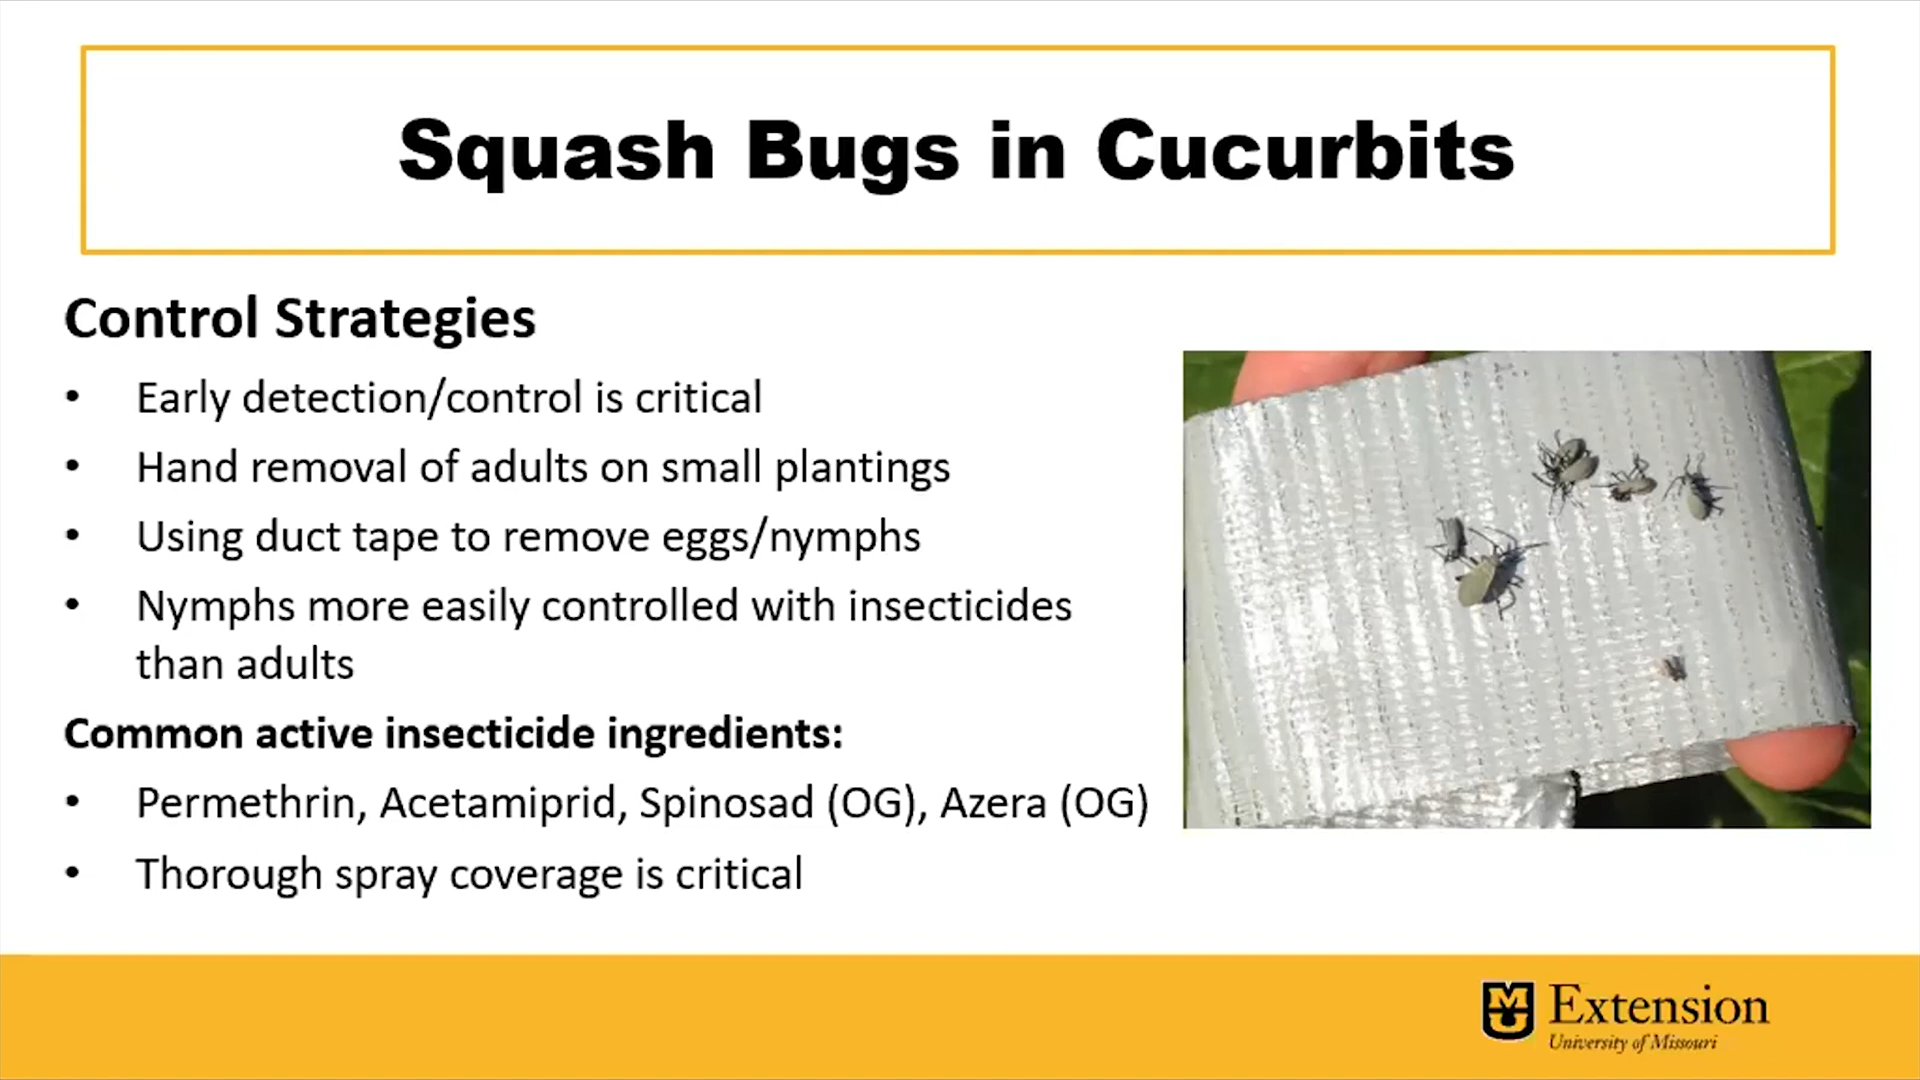 Squash Bugs in Cucurbits
Control Strategies
• Early detection/control is critical
• Hand removal of adults on small plantings
• Using duct tape to remove eggs/nymphs
• Nymphs more easily controlled with insecticides
than adults
Common active insecticide ingredients:
• Permethrin, Acetamiprid, Spinosad (OG), Azera (OG)
• Thorough spray coverage is critical
MU Extension
University of Missouri